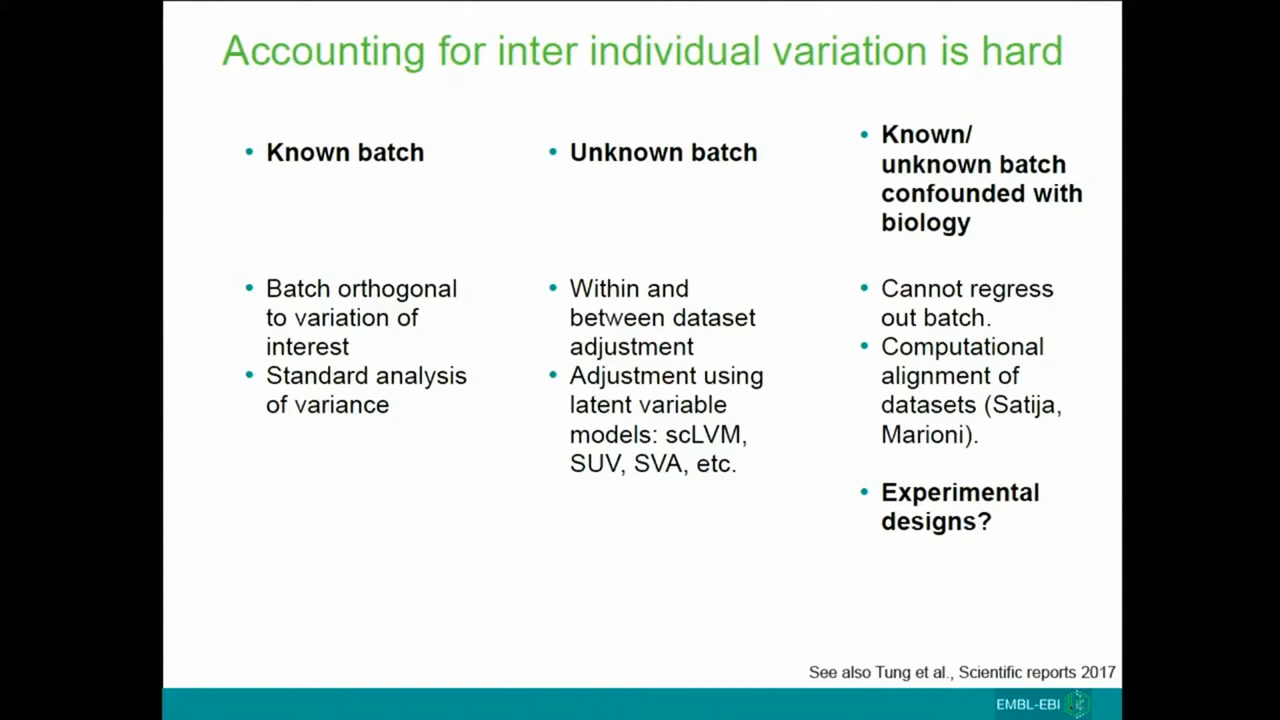 Accounting for inter individual variation is hard
• Known batch
• Batch orthogonal
to variation of
interest
• Standard analysis
of variance
• Unknown batch
• Within and
between dataset
adjustment
• Adjustment using
latent variable
models: scLVM,
SUV, SVA, etc.
• Known/
unknown batch
confounded with
biology
• Cannot regress
out batch.
• Computational
alignment of
datasets (Satija,
Marioni).
• Experimental
designs?
See also Tung et al., Scientific reports 2017
EMBL-EBI